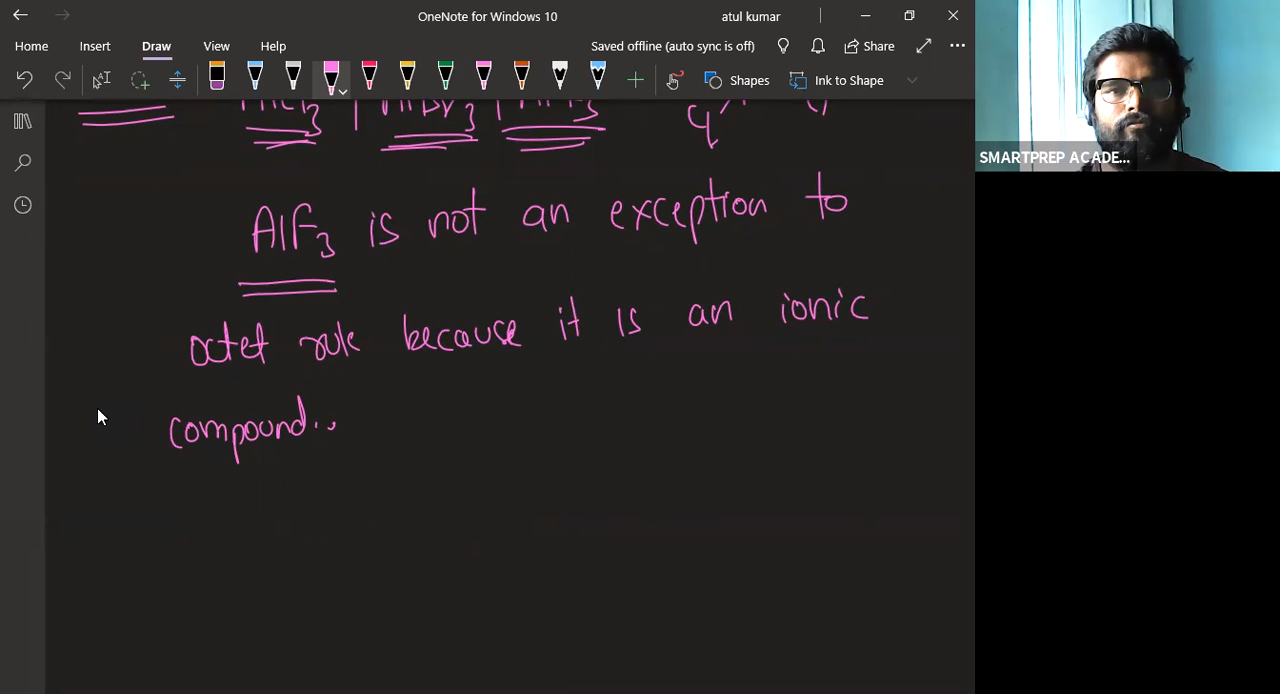 OneNote for Windows 10
atul kumar
Home Insert Draw View Help
Saved offline (auto sync is off)
Share
Shapes
Ink to Shape
SMARTPREP ACADE...
AlF3 is not an exception to
octet rule because it is an ionic
compound..